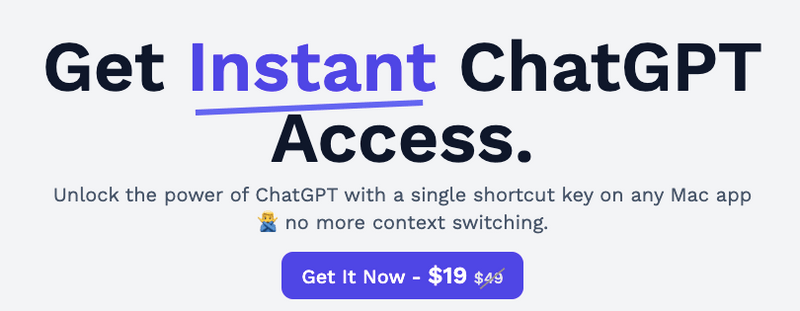 Get Instant ChatGPT
Access.
Unlock the power of ChatGPT with a single shortcut key on any Mac app
🙅‍♂️ no more context switching.
Get It Now - $19 $49